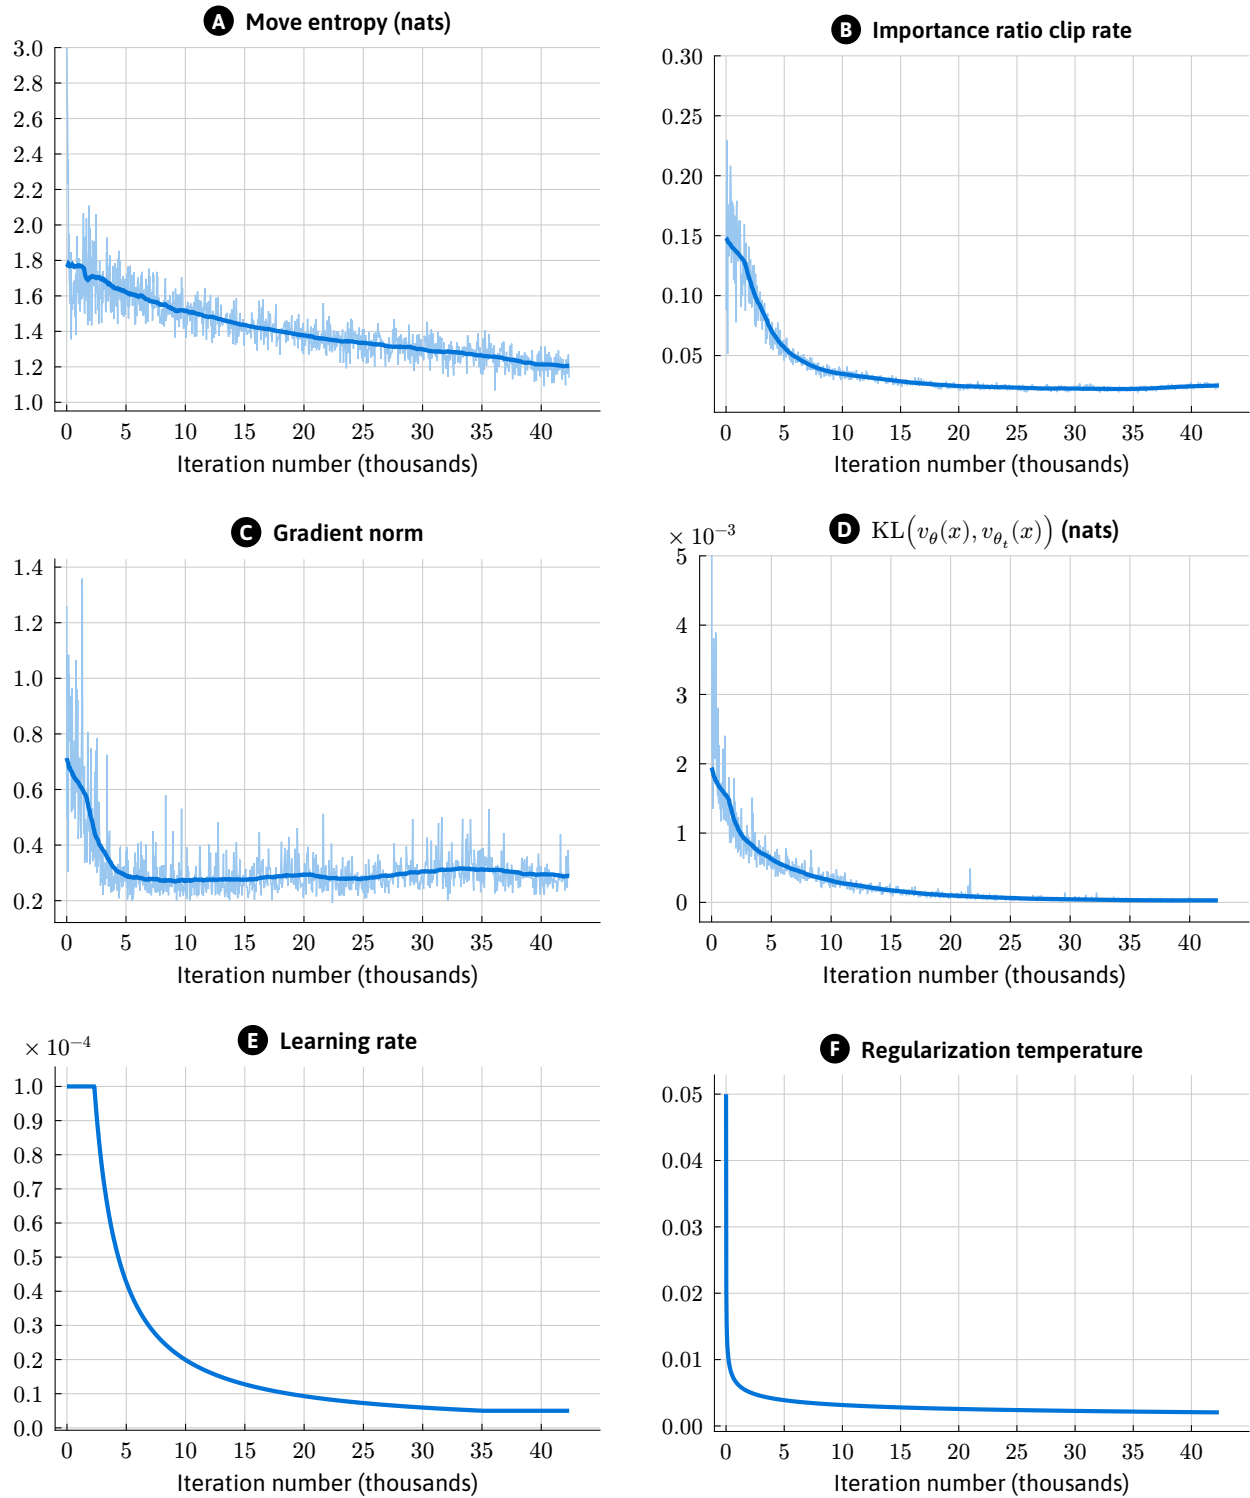 A Move entropy (nats)
3.0
2.8
2.6
2.4
2.2
2.0
1.8
1.6
1.4
1.2
1.0
0 5 10 15 20 25 30 35 40
Iteration number (thousands)
B Importance ratio clip rate
0.30
0.25
0.20
0.15
0.10
0.05
0 5 10 15 20 25 30 35 40
Iteration number (thousands)
C Gradient norm
1.4
1.2
1.0
0.8
0.6
0.4
0.2
0 5 10 15 20 25 30 35 40
Iteration number (thousands)
D KL(v_θ(x), v_{θ_t}(x)) (nats)
× 10⁻³
5
4
3
2
1
0
0 5 10 15 20 25 30 35 40
Iteration number (thousands)
E Learning rate
× 10⁻⁴
1.0
0.9
0.8
0.7
0.6
0.5
0.4
0.3
0.2
0.1
0.0
0 5 10 15 20 25 30 35 40
Iteration number (thousands)
F Regularization temperature
0.05
0.04
0.03
0.02
0.01
0.00
0 5 10 15 20 25 30 35 40
Iteration number (thousands)